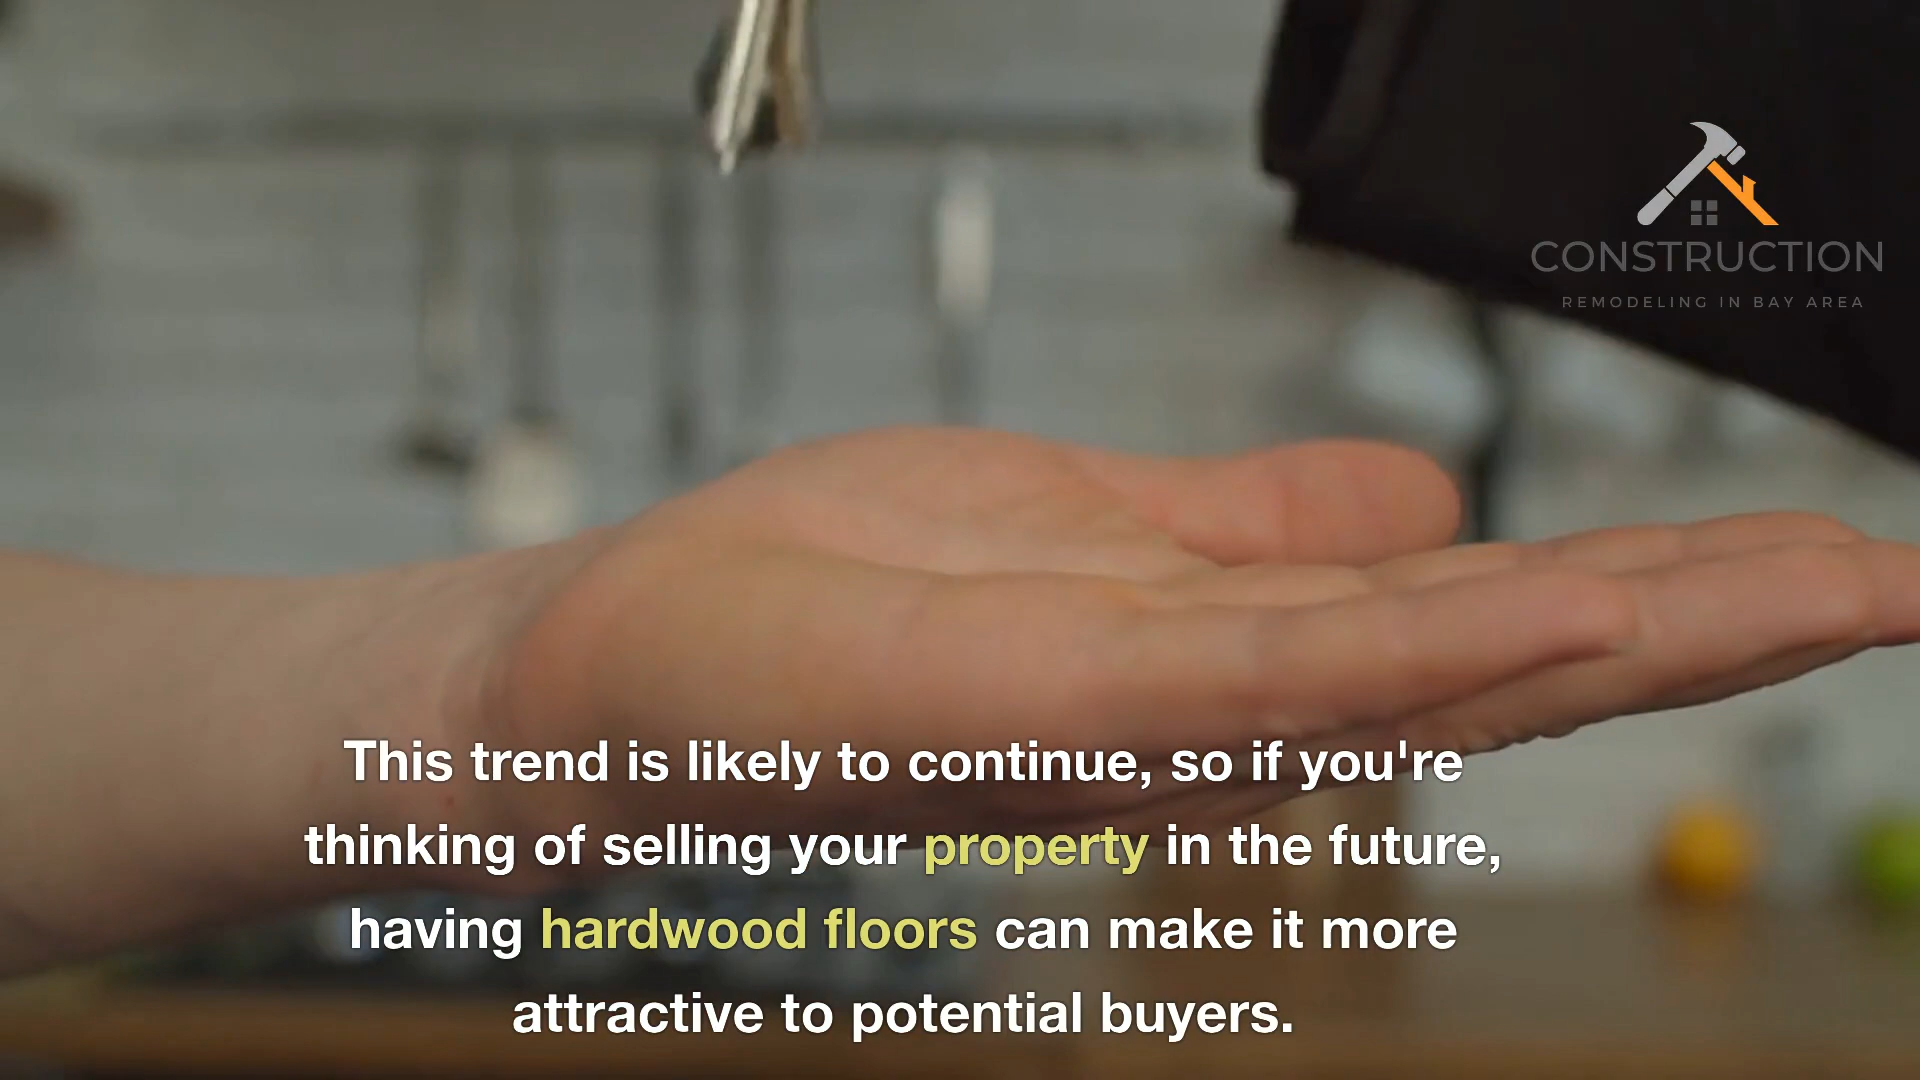 CONSTRUCTION
REMODELING IN BAY AREA
This trend is likely to continue, so if you're
thinking of selling your property in the future,
having hardwood floors can make it more
attractive to potential buyers.